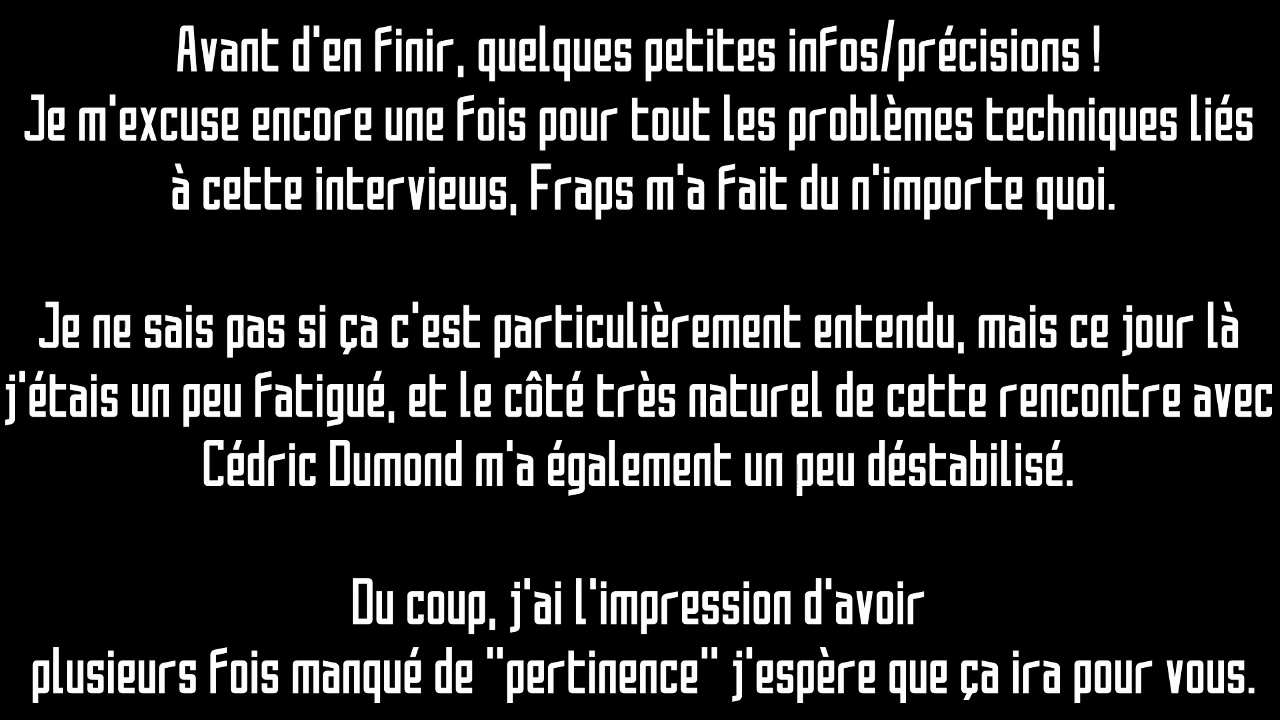 Avant d'en finir, quelques petites infos/précisions !
Je m'excuse encore une fois pour tout les problèmes techniques liés
à cette interviews, Fraps m'a fait du n'importe quoi.
Je ne sais pas si ça c'est particulièrement entendu, mais ce jour là
j'étais un peu fatigué, et le côté très naturel de cette rencontre avec
Cédric Dumond m'a également un peu déstabilisé.
Du coup, j'ai l'impression d'avoir
plusieurs fois manqué de "pertinence" j'espère que ça ira pour vous.